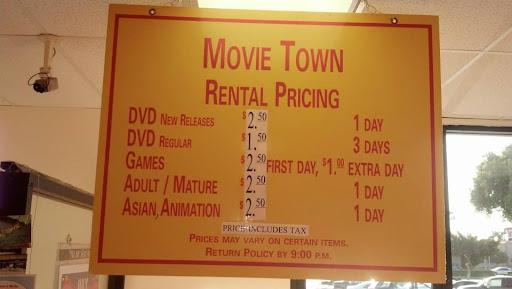 MOVIE TOWN
RENTAL PRICING
DVD NEW RELEASES $2.50 1 DAY
DVD REGULAR $1.50 3 DAYS
GAMES $2.50 FIRST DAY, $1.00 EXTRA DAY
ADULT / MATURE $2.50 1 DAY
ASIAN, ANIMATION $2.50 1 DAY
PRICE INCLUDES TAX
PRICES MAY VARY ON CERTAIN ITEMS.
RETURN POLICY BY 9:00 P.M.